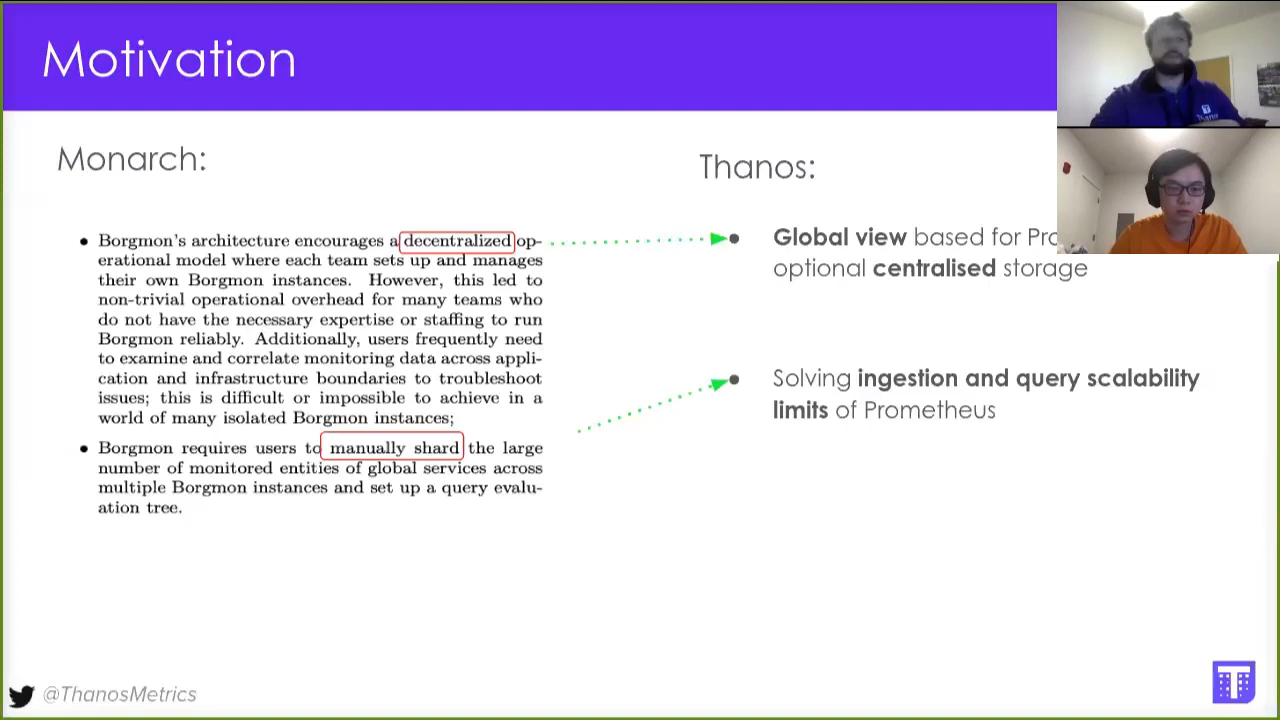 Motivation
Monarch:
● Borgmon's architecture encourages a decentralized op-
erational model where each team sets up and manages
their own Borgmon instances. However, this led to
non-trivial operational overhead for many teams who
do not have the necessary expertise or staffing to run
Borgmon reliably. Additionally, users frequently need
to examine and correlate monitoring data across appli-
cation and infrastructure boundaries to troubleshoot
issues; this is difficult or impossible to achieve in a
world of many isolated Borgmon instances;
● Borgmon requires users to manually shard the large
number of monitored entities of global services across
multiple Borgmon instances and set up a query evalu-
ation tree.
Thanos:
● Global view based for
optional centralised storage
● Solving ingestion and query scalability
limits of Prometheus
@ThanosMetrics